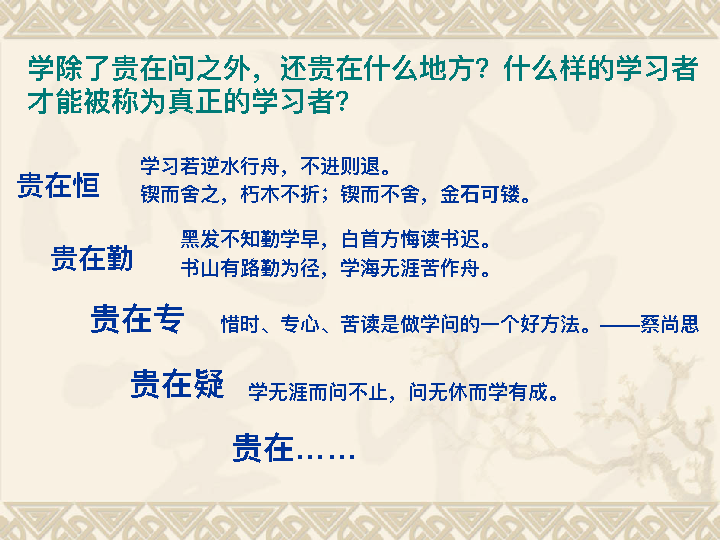 学除了贵在问之外，还贵在什么地方？什么样的学习者
才能被称为真正的学习者？
贵在恒
学习若逆水行舟，不进则退。
锲而舍之，朽木不折；锲而不舍，金石可镂。
贵在勤
黑发不知勤学早，白首方悔读书迟。
书山有路勤为径，学海无涯苦作舟。
贵在专
惜时、专心、苦读是做学问的一个好方法。——蔡尚思
贵在疑
学无涯而问不止，问无休而学有成。
贵在……